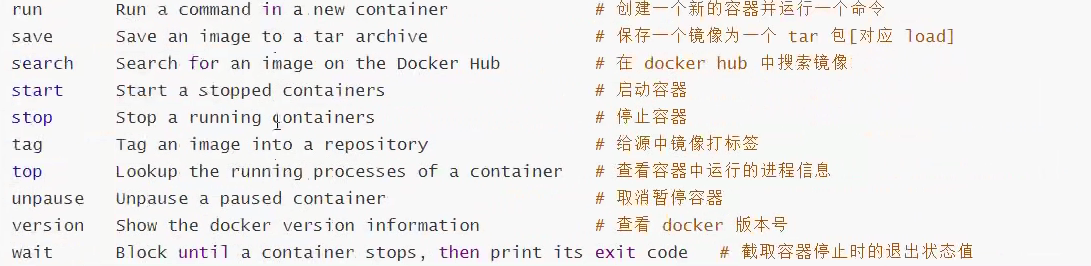 run Run a command in a new container # 创建一个新的容器并运行一个命令
save Save an image to a tar archive # 保存一个镜像为一个 tar 包[对应 load]
search Search for an image on the Docker Hub # 在 docker hub 中搜索镜像
start Start a stopped containers # 启动容器
stop Stop a running containers # 停止容器
tag Tag an image into a repository # 给源中镜像打标签
top Lookup the running processes of a container # 查看容器中运行的进程信息
unpause Unpause a paused container # 取消暂停容器
version Show the docker version information # 查看 docker 版本号
wait Block until a container stops, then print its exit code # 截取容器停止时的退出状态值